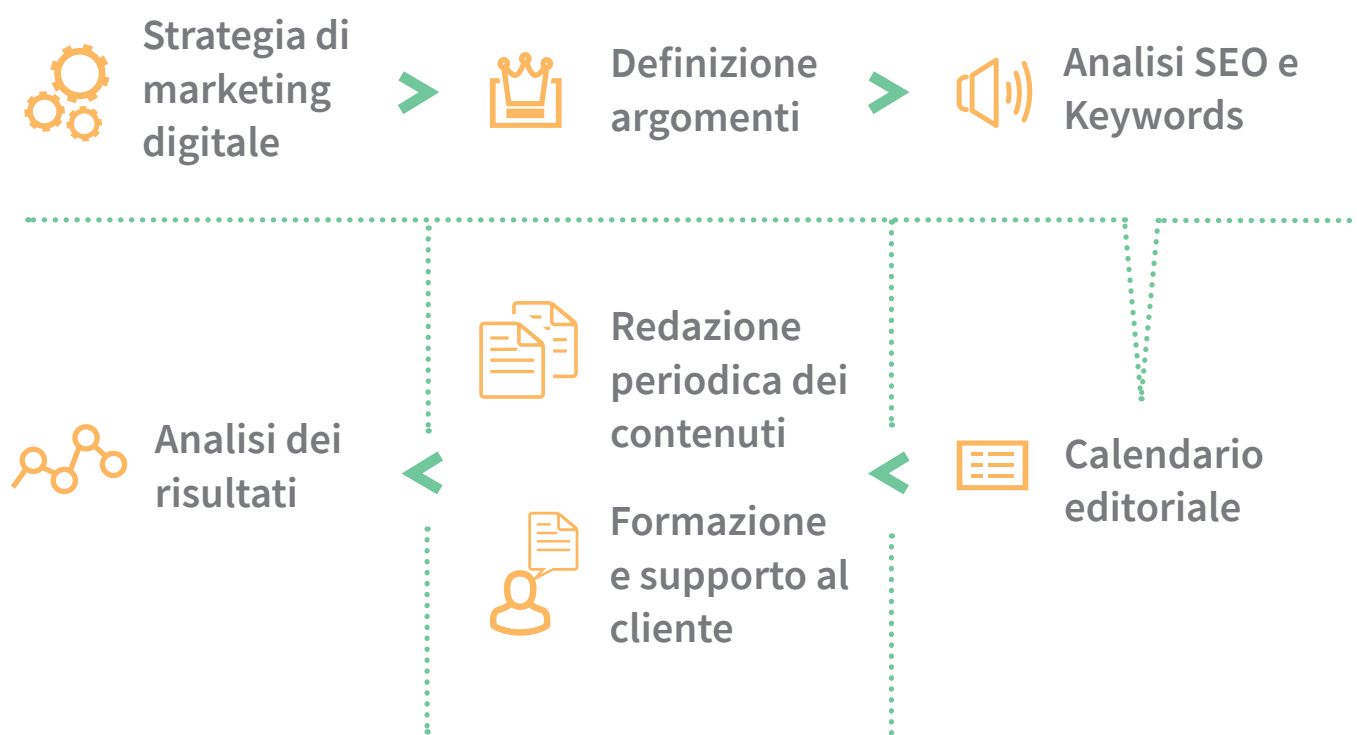 Strategia di
marketing
digitale
Definizione
argomenti
Analisi SEO e
Keywords
Calendario
editoriale
Redazione
periodica dei
contenuti
Formazione
e supporto al
cliente
Analisi dei
risultati